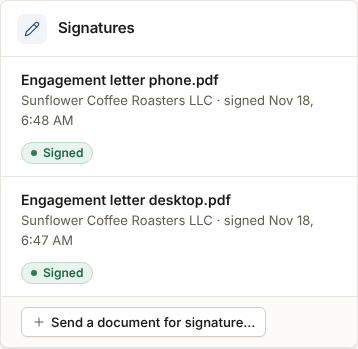 Signatures
Engagement letter phone.pdf
Sunflower Coffee Roasters LLC · signed Nov 18,
6:48 AM
Signed
Engagement letter desktop.pdf
Sunflower Coffee Roasters LLC · signed Nov 18,
6:47 AM
Signed
+ Send a document for signature...